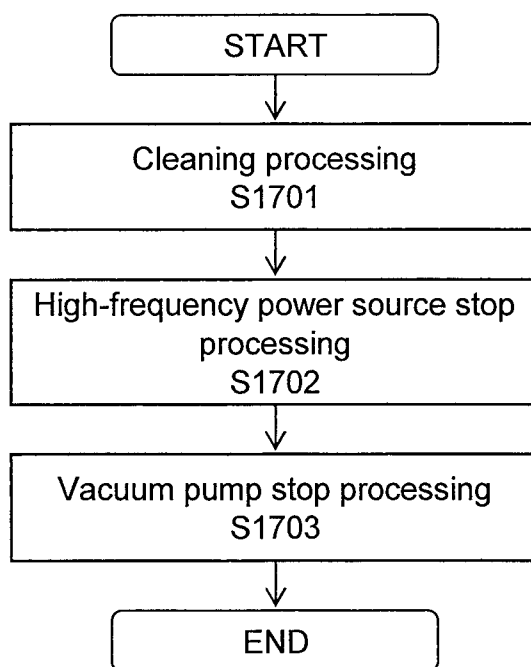 START
Cleaning processing
S1701
High-frequency power source stop
processing
S1702
Vacuum pump stop processing
S1703
END